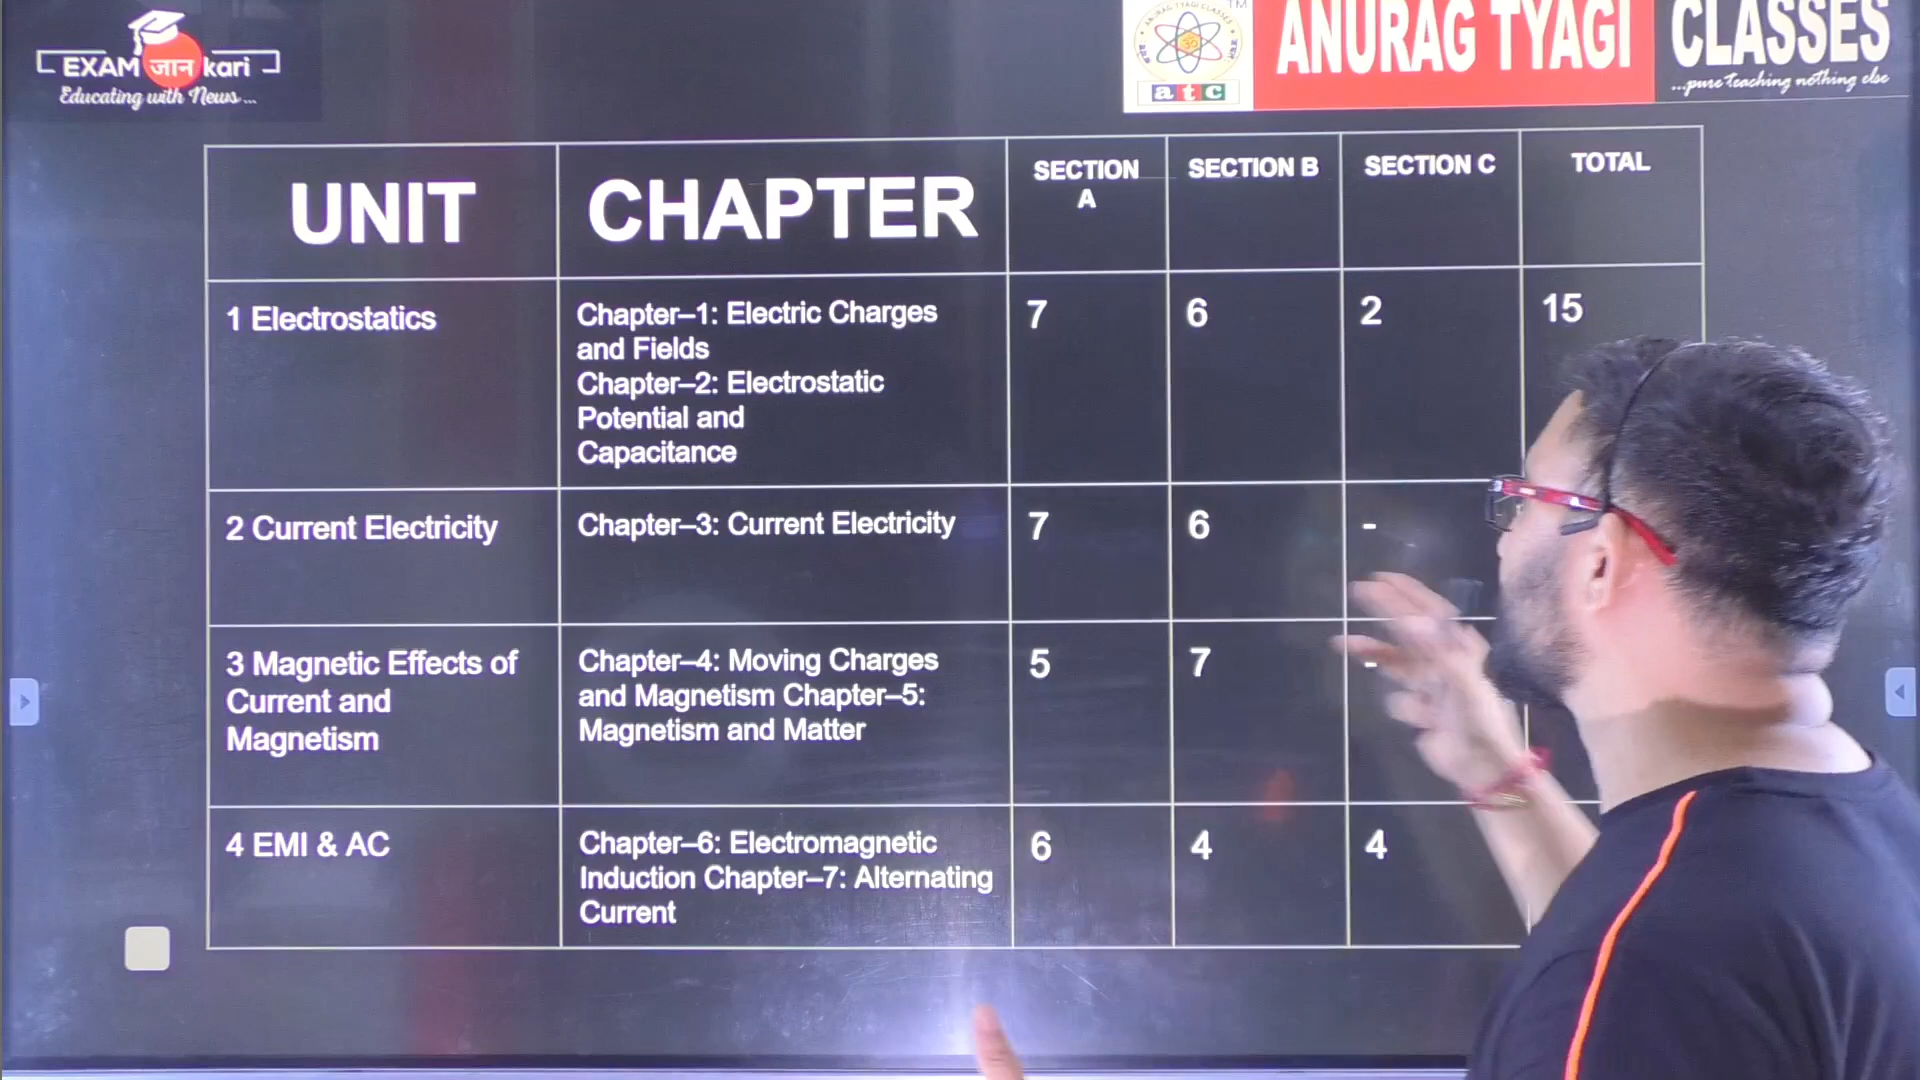 EXAM जान kari
Educating with News...
ANURAG TYAGI CLASSES
TM
ANURAG TYAGI
CLASSES
...pure teaching nothing else
a t c
UNIT
CHAPTER
SECTION
A
SECTION B
SECTION C
TOTAL
1 Electrostatics
Chapter–1: Electric Charges
and Fields
Chapter–2: Electrostatic
Potential and
Capacitance
7
6
2
15
2 Current Electricity
Chapter–3: Current Electricity
7
6
-
3 Magnetic Effects of
Current and
Magnetism
Chapter–4: Moving Charges
and Magnetism Chapter–5:
Magnetism and Matter
5
7
-
4 EMI & AC
Chapter–6: Electromagnetic
Induction Chapter–7: Alternating
Current
6
4
4